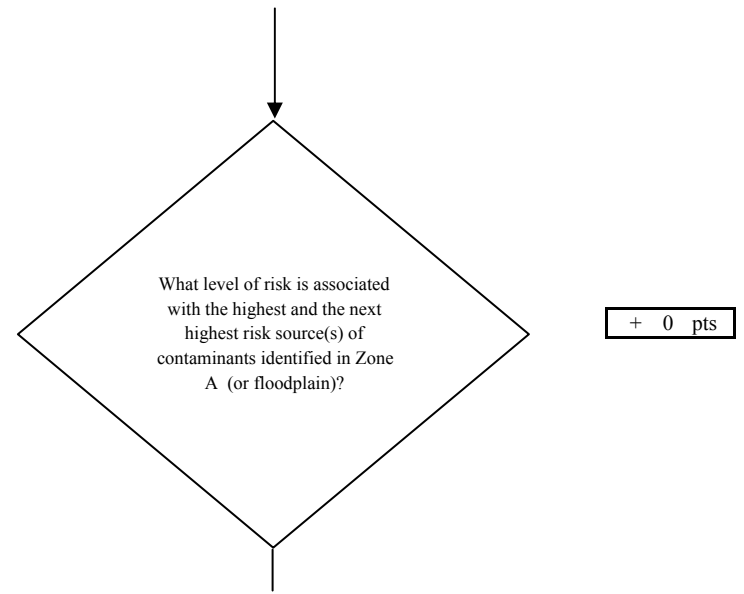 What level of risk is associated
with the highest and the next
highest risk source(s) of
contaminants identified in Zone
A (or floodplain)?
+ 0 pts